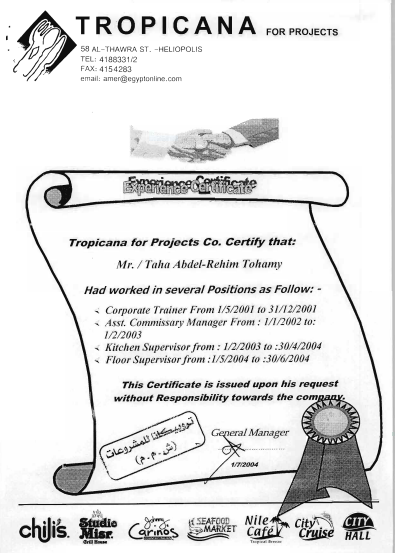 TROPICANA FOR PROJECTS
58 AL-THAWRA ST. -HELIOPOLIS
TEL: 4188331/2
FAX: 4154283
email: amer@egyptonline.com
Experience Certificate
Tropicana for Projects Co. Certify that:
Mr. / Taha Abdel-Rehim Tohamy
Had worked in several Positions as Follow: -
Corporate Trainer From 1/5/2001 to 31/12/2001
Asst. Commissary Manager From : 1/1/2002 to:
1/2/2003
Kitchen Supervisor from : 1/2/2003 to :30/4/2004
Floor Supervisor from :1/5/2004 to :30/6/2004
This Certificate is issued upon his request
without Responsibility towards the company.
General Manager
تروبيكانا للمشروعات
(ش.م.م)
1/7/2004
chili's.
Studio Misr.
Grill House
Johnny Carino's
SEAFOOD MARKET
Nile Café
City Cruise
CITY HALL